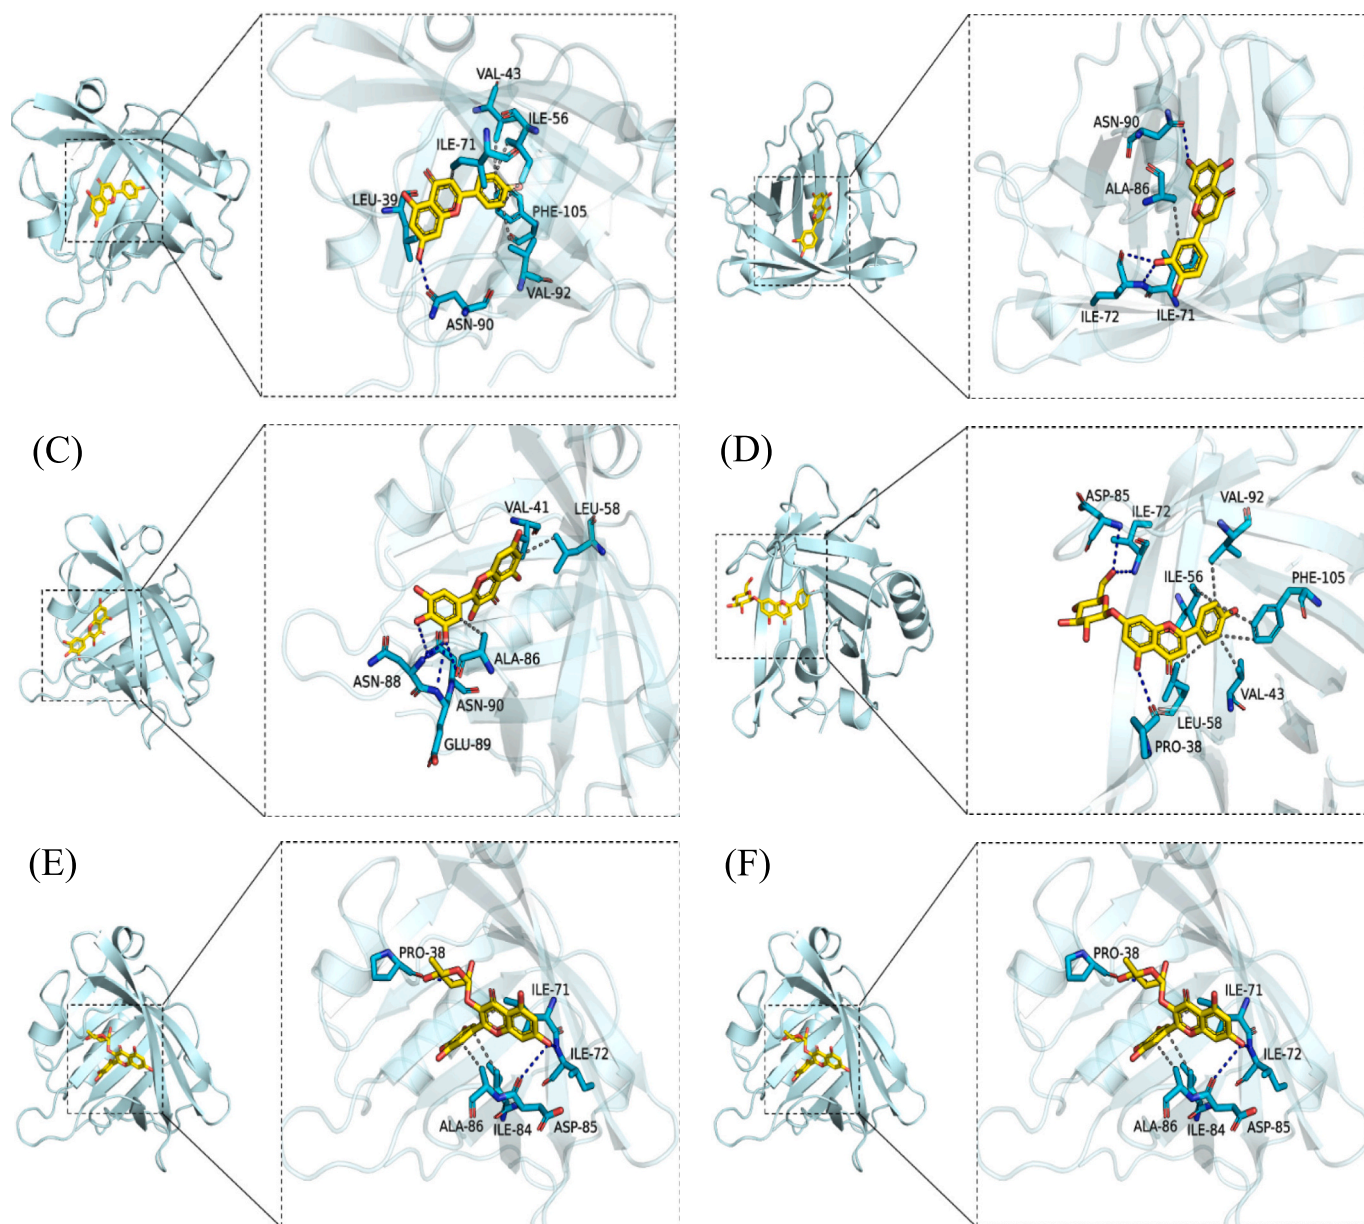 VAL-43
ILE-56
ILE-71
LEU-39
PHE-105
VAL-92
ASN-90
ASN-90
ALA-86
ILE-72
ILE-71
(C)
VAL-41
LEU-58
ALA-86
ASN-88
ASN-90
GLU-89
(D)
ASP-85
VAL-92
ILE-72
ILE-56
PHE-105
VAL-43
LEU-58
PRO-38
(E)
PRO-38
ILE-71
ILE-72
ALA-86
ILE-84
ASP-85
(F)
PRO-38
ILE-71
ILE-72
ALA-86
ILE-84
ASP-85